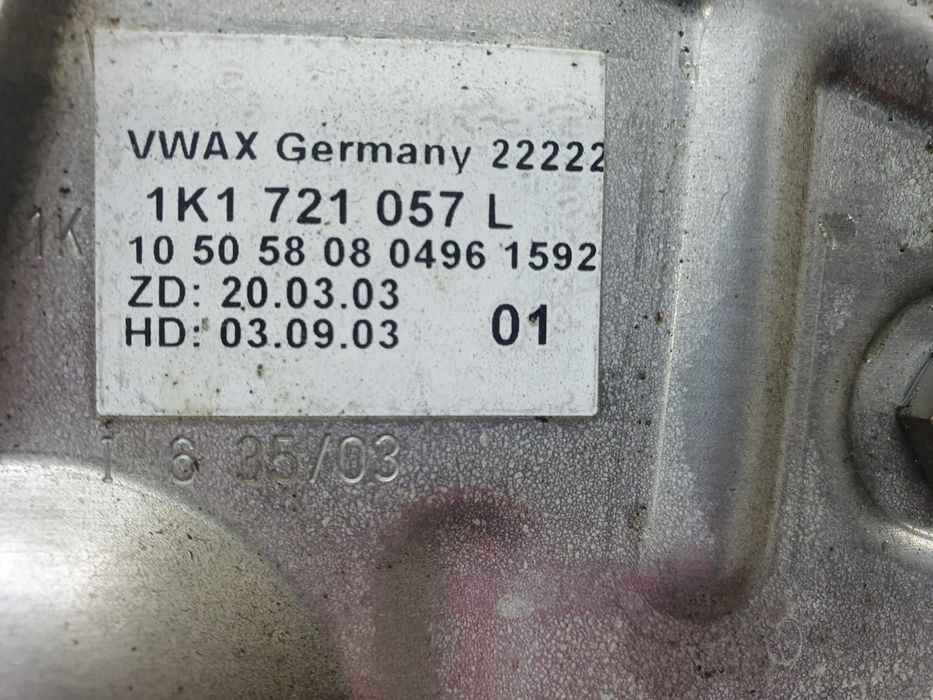 VWAX Germany 22222
1K1 721 057 L
1K
10 50 58 08 0496 1592
ZD: 20.03.03
HD: 03.09.03 01
6 35/03